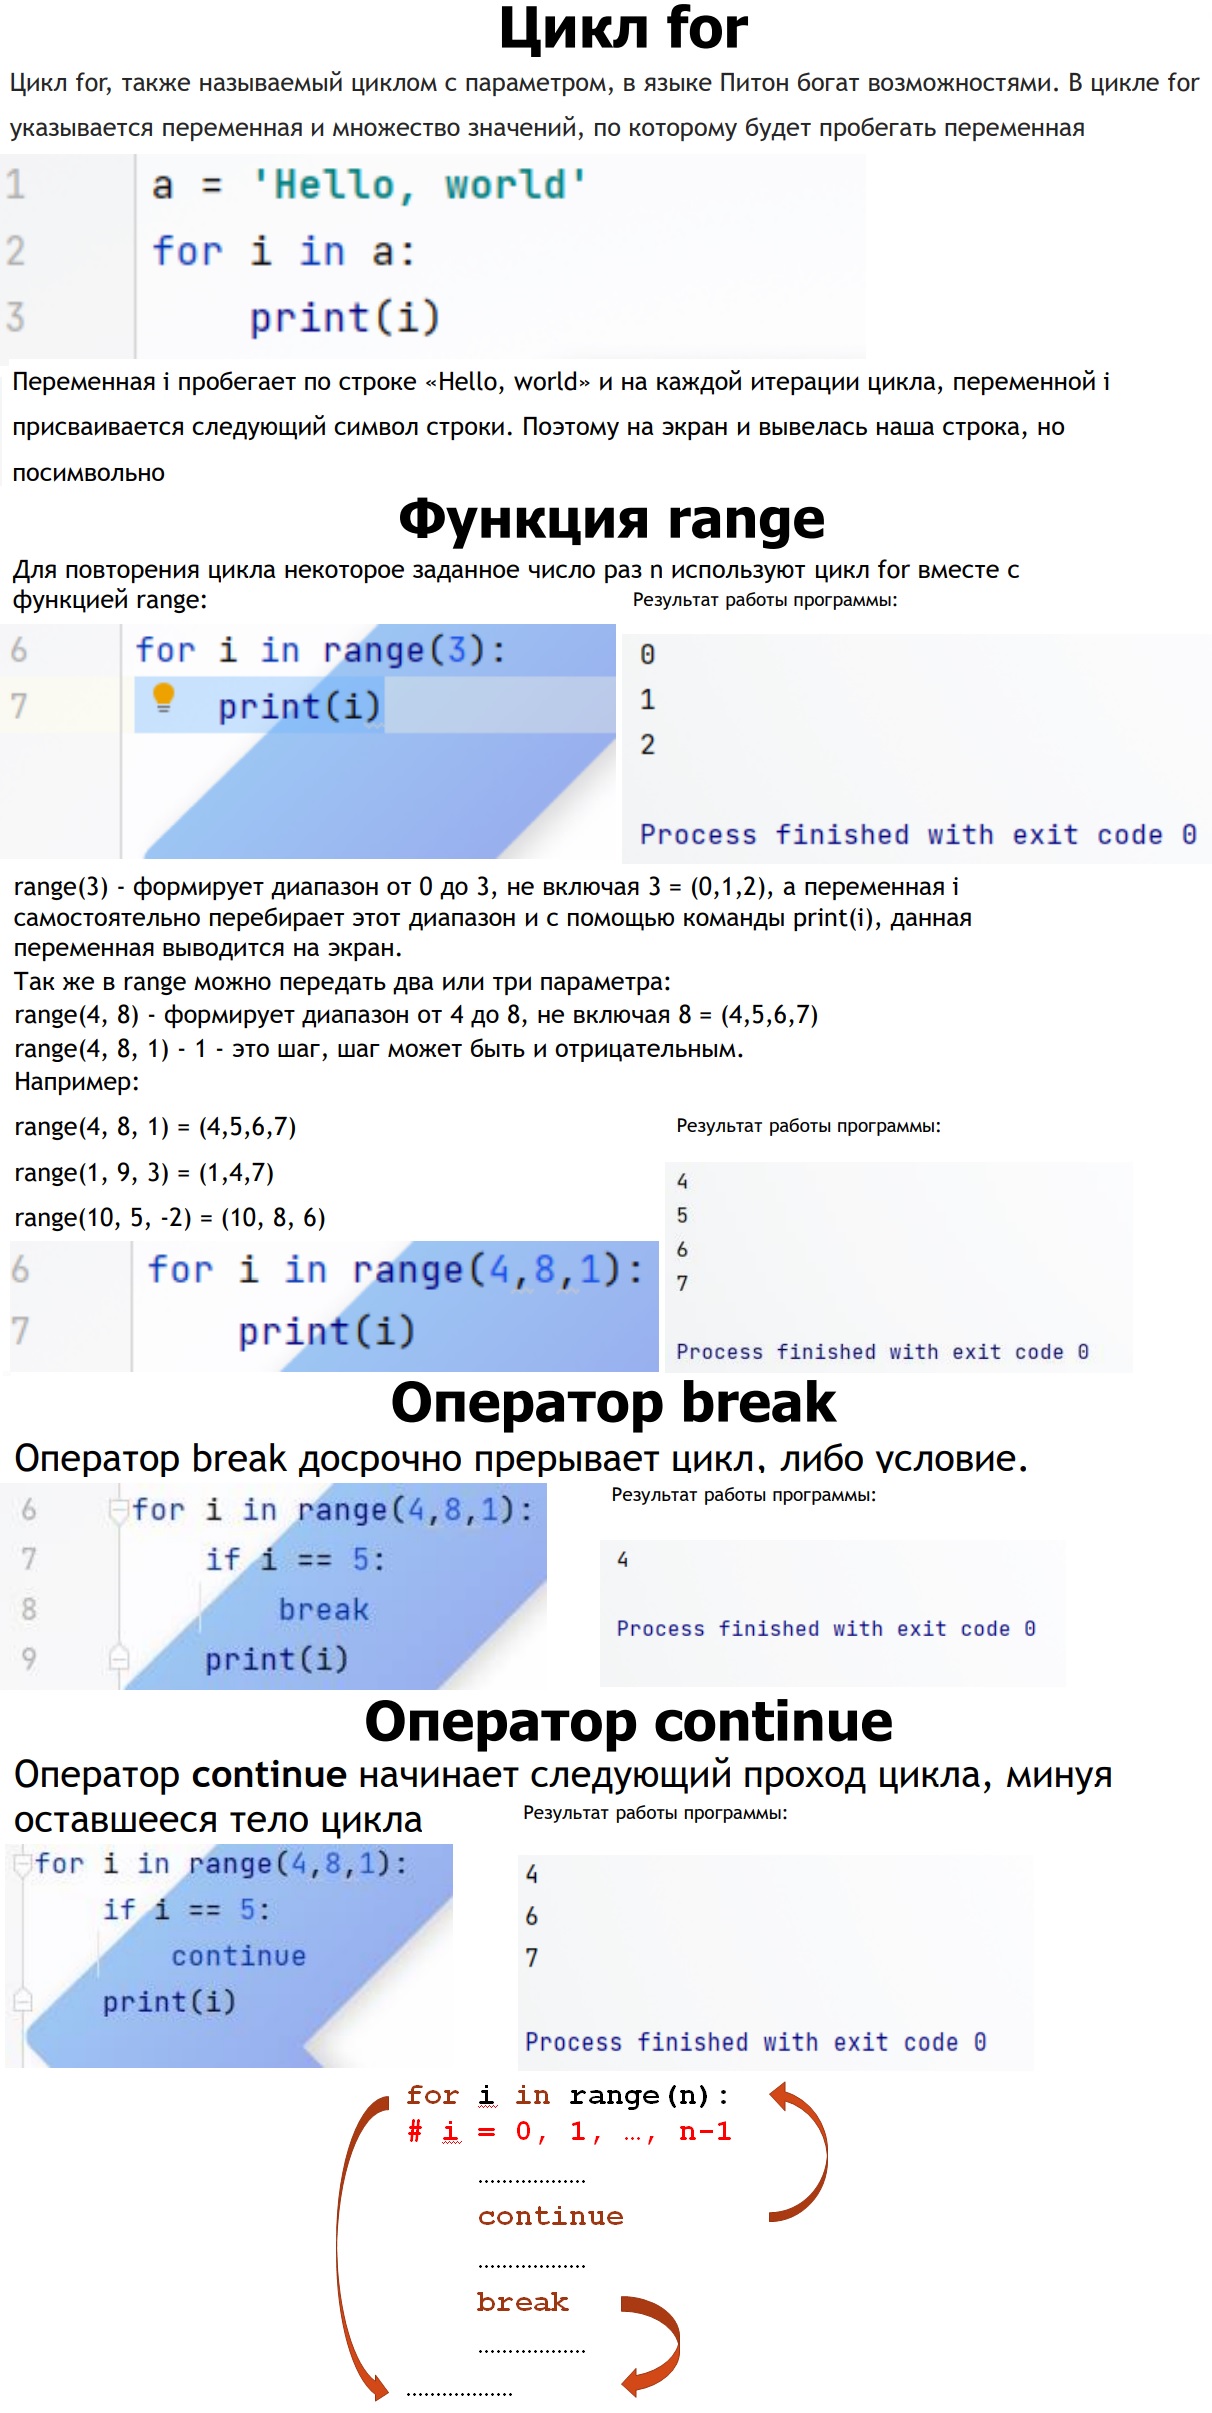 Цикл for
Цикл for, также называемый циклом с параметром, в языке Питон богат возможностями. В цикле for
указывается переменная и множество значений, по которому будет пробегать переменная
1 a = 'Hello, world'
2 for i in a:
3 print(i)
Переменная i пробегает по строке «Hello, world» и на каждой итерации цикла, переменной i
присваивается следующий символ строки. Поэтому на экран и вывелась наша строка, но
посимвольно
Функция range
Для повторения цикла некоторое заданное число раз n используют цикл for вместе с
функцией range:
Результат работы программы:
6 for i in range(3):
7 print(i)
0
1
2
Process finished with exit code 0
range(3) - формирует диапазон от 0 до 3, не включая 3 = (0,1,2), а переменная i
самостоятельно перебирает этот диапазон и с помощью команды print(i), данная
переменная выводится на экран.
Так же в range можно передать два или три параметра:
range(4, 8) - формирует диапазон от 4 до 8, не включая 8 = (4,5,6,7)
range(4, 8, 1) - 1 - это шаг, шаг может быть и отрицательным.
Например:
range(4, 8, 1) = (4,5,6,7)
range(1, 9, 3) = (1,4,7)
range(10, 5, -2) = (10, 8, 6)
6 for i in range(4,8,1):
7 print(i)
Результат работы программы:
4
5
6
7
Process finished with exit code 0
Оператор break
Оператор break досрочно прерывает цикл, либо условие.
6 for i in range(4,8,1):
7 if i == 5:
8 break
9 print(i)
Результат работы программы:
4
Process finished with exit code 0
Оператор continue
Оператор continue начинает следующий проход цикла, минуя
оставшееся тело цикла
for i in range(4,8,1):
if i == 5:
continue
print(i)
Результат работы программы:
4
6
7
Process finished with exit code 0
for i in range(n):
# i = 0, 1, …, n-1
..................
continue
..................
break
..................
..................